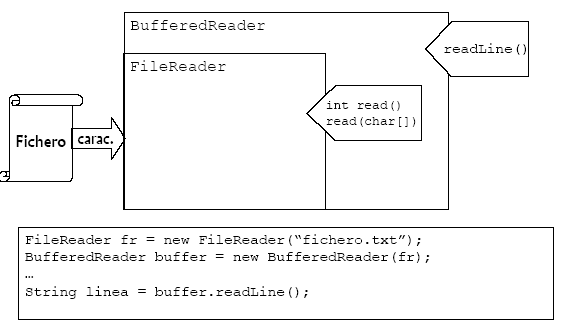 BufferedReader
readLine()
FileReader
int read()
read(char[])
Fichero
carac.
FileReader fr = new FileReader(“fichero.txt”);
BufferedReader buffer = new BufferedReader(fr);
…
String linea = buffer.readLine();